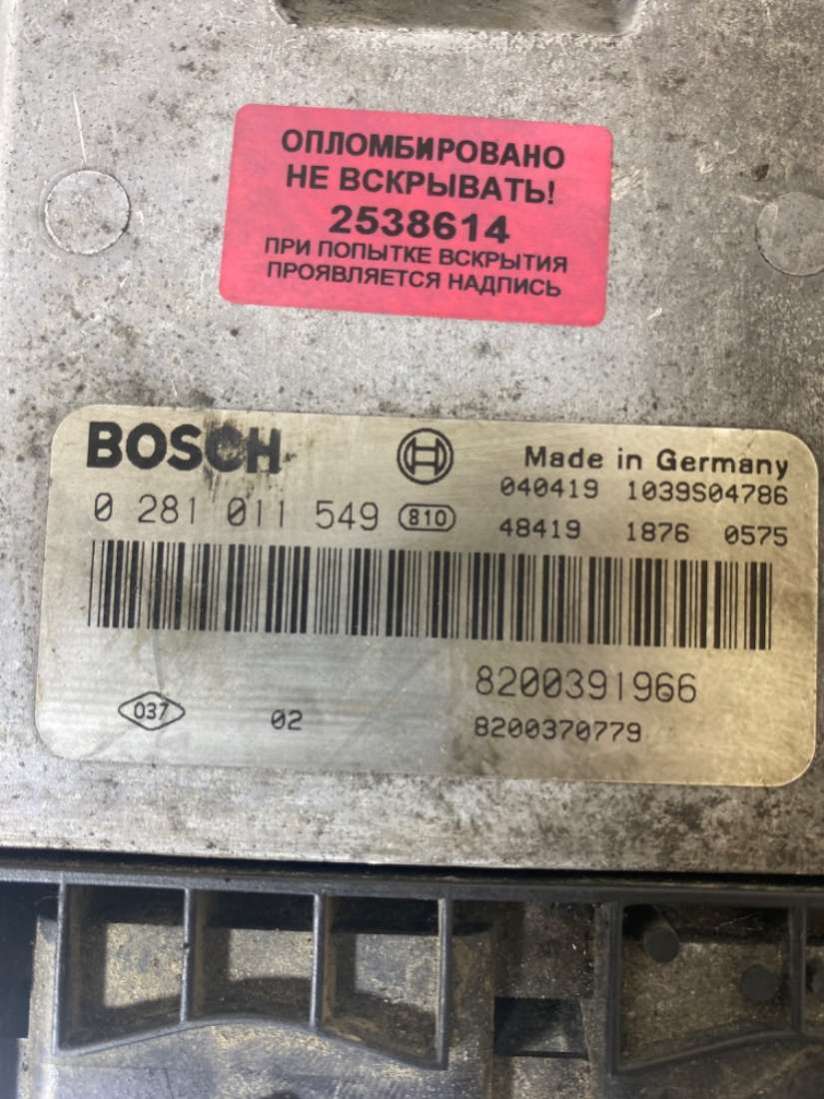 ОПЛОМБИРОВАНО
НЕ ВСКРЫВАТЬ!
2538614
ПРИ ПОПЫТКЕ ВСКРЫТИЯ
ПРОЯВЛЯЕТСЯ НАДПИСЬ
BOSCH
Made in Germany
040419 1039S04786
0 281 011 549 810
48419 1876 0575
8200391966
037 02
8200370779